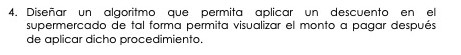 4. Diseñar un algoritmo que permita aplicar un descuento en el
supermercado de tal forma permita visualizar el monto a pagar después
de aplicar dicho procedimiento.